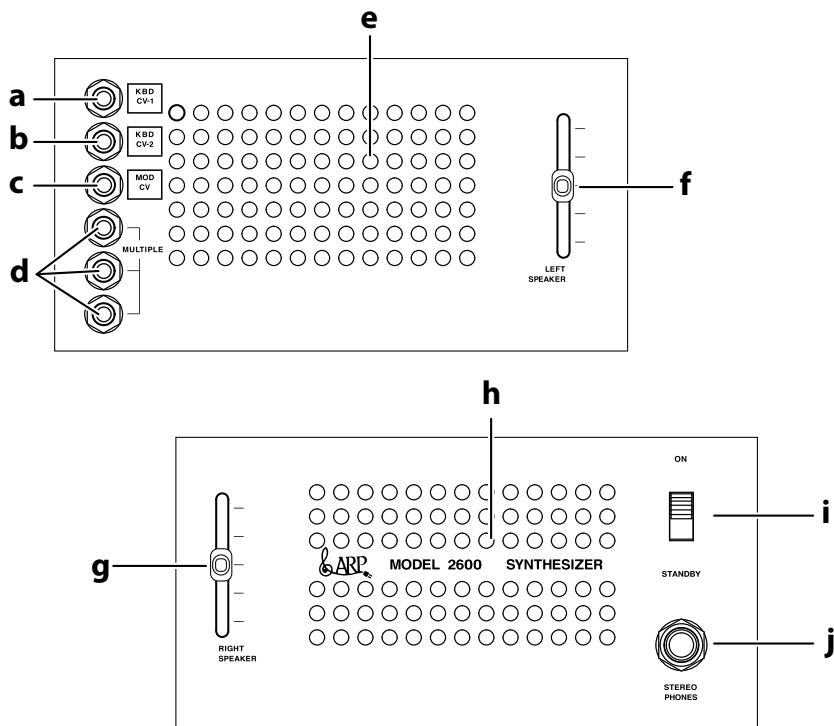 e
a
KBD
CV-1
b
KBD
CV-2
c
MOD
CV
f
d
MULTIPLE
LEFT
SPEAKER
h
ON
i
g
ARP MODEL 2600 SYNTHESIZER
STANDBY
RIGHT
SPEAKER
j
STEREO
PHONES